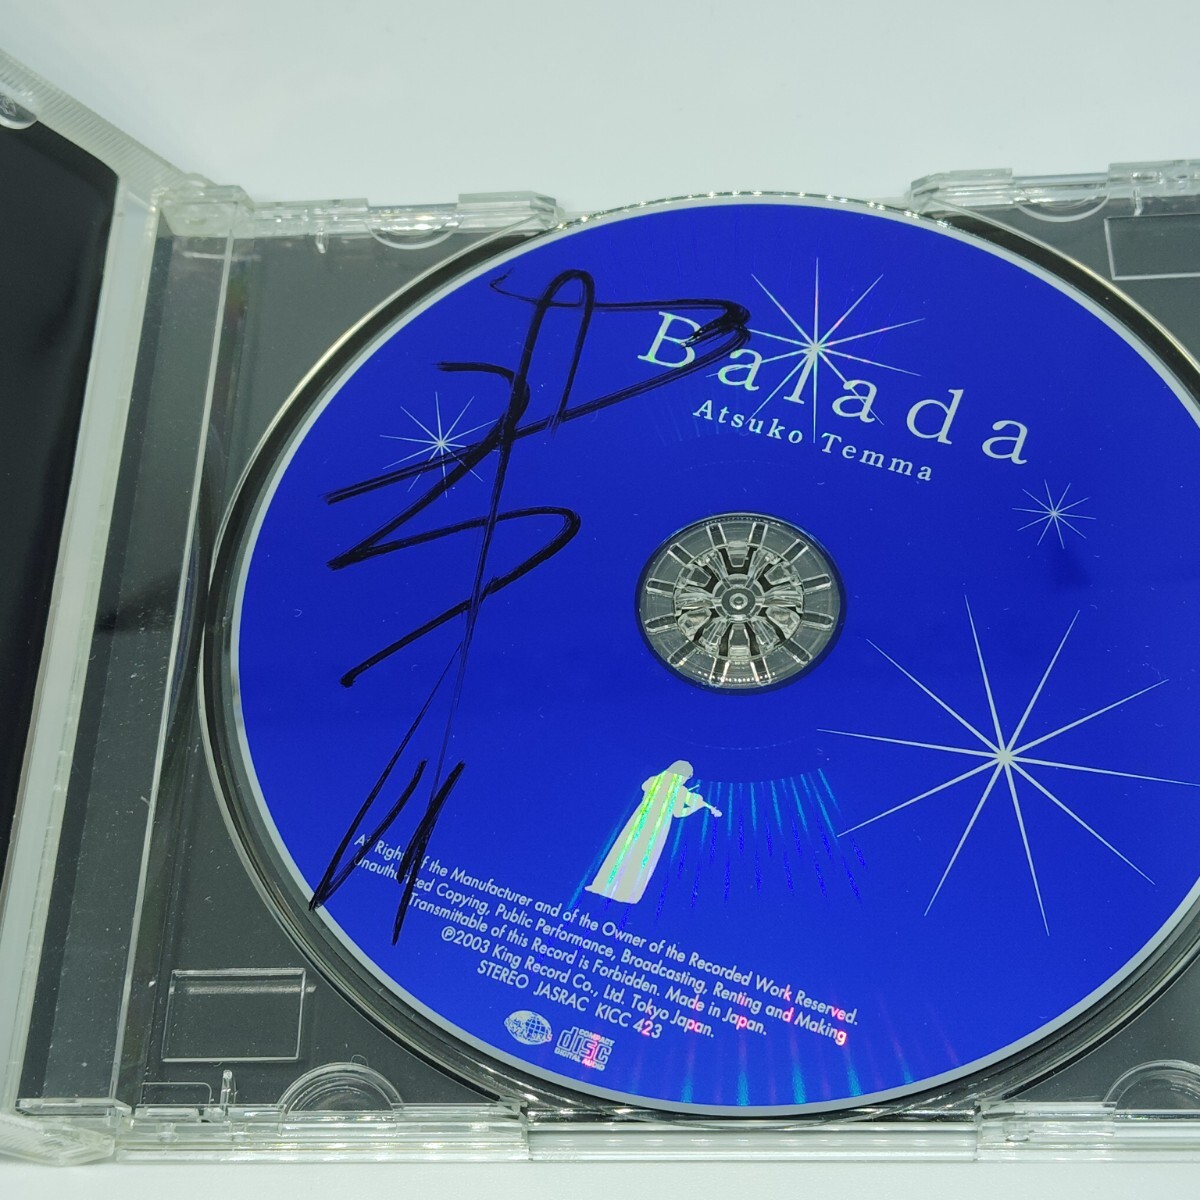 Balada
Atsuko Temma
All Rights of the Manufacturer and of the Owner of the Recorded Work Reserved.
Unauthorized Copying, Public Performance, Broadcasting, Renting and Making
Transmittable of this Record is Forbidden. Made in Japan.
℗2003 King Record Co., Ltd. Tokyo Japan.
STEREO JASRAC KICC 423
COMPACT
disc
DIGITAL AUDIO